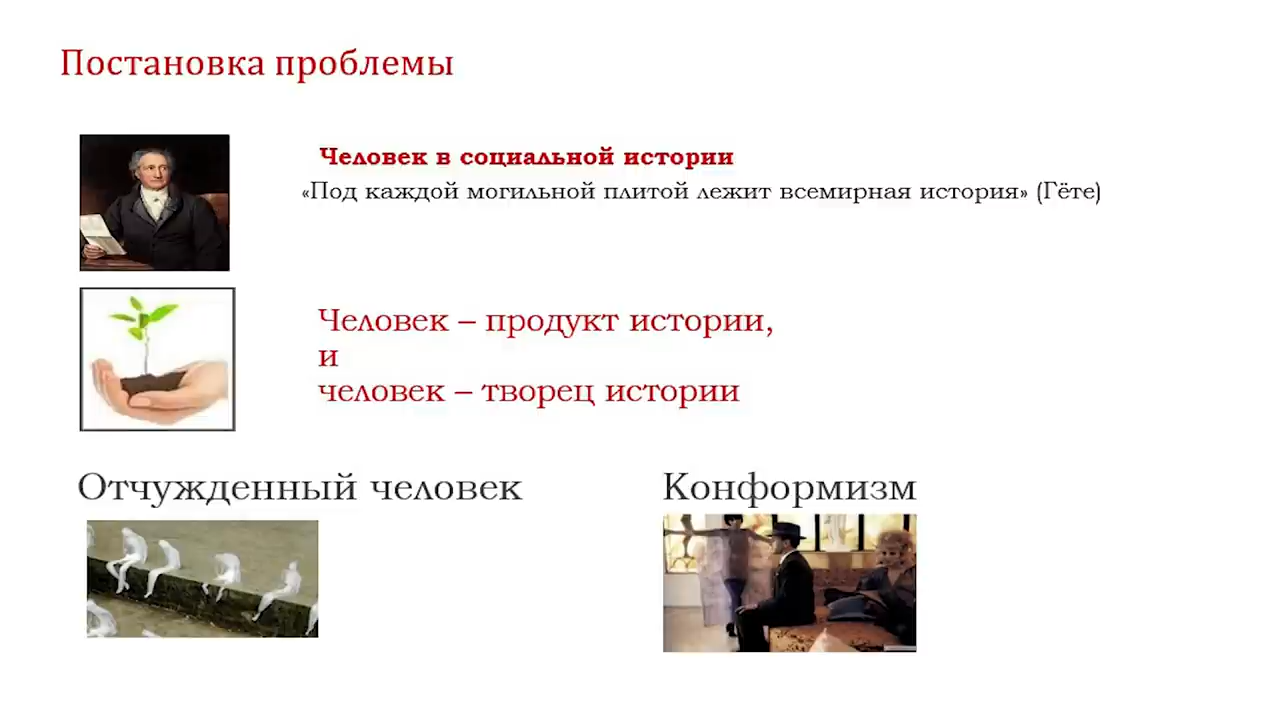 Постановка проблемы
Человек в социальной истории
«Под каждой могильной плитой лежит всемирная история» (Гёте)
Человек – продукт истории,
и
человек – творец истории
Отчужденный человек
Конформизм